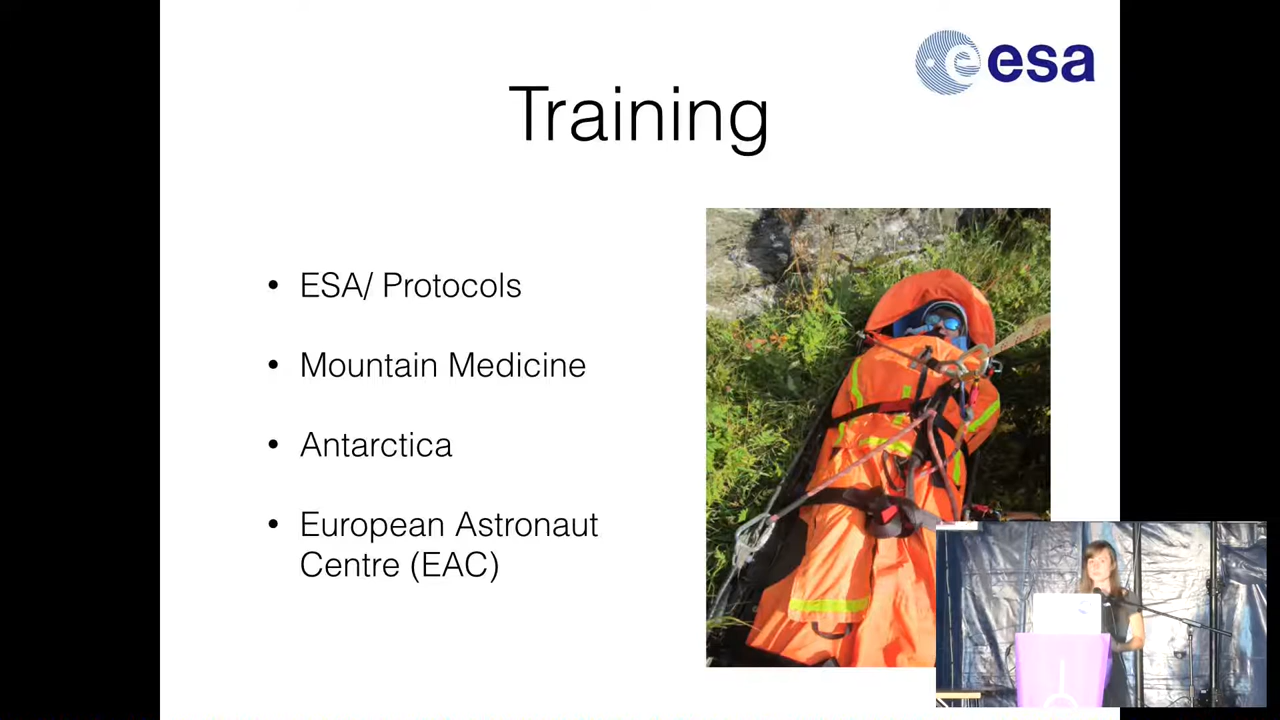 esa
Training
• ESA/ Protocols
• Mountain Medicine
• Antarctica
• European Astronaut
Centre (EAC)